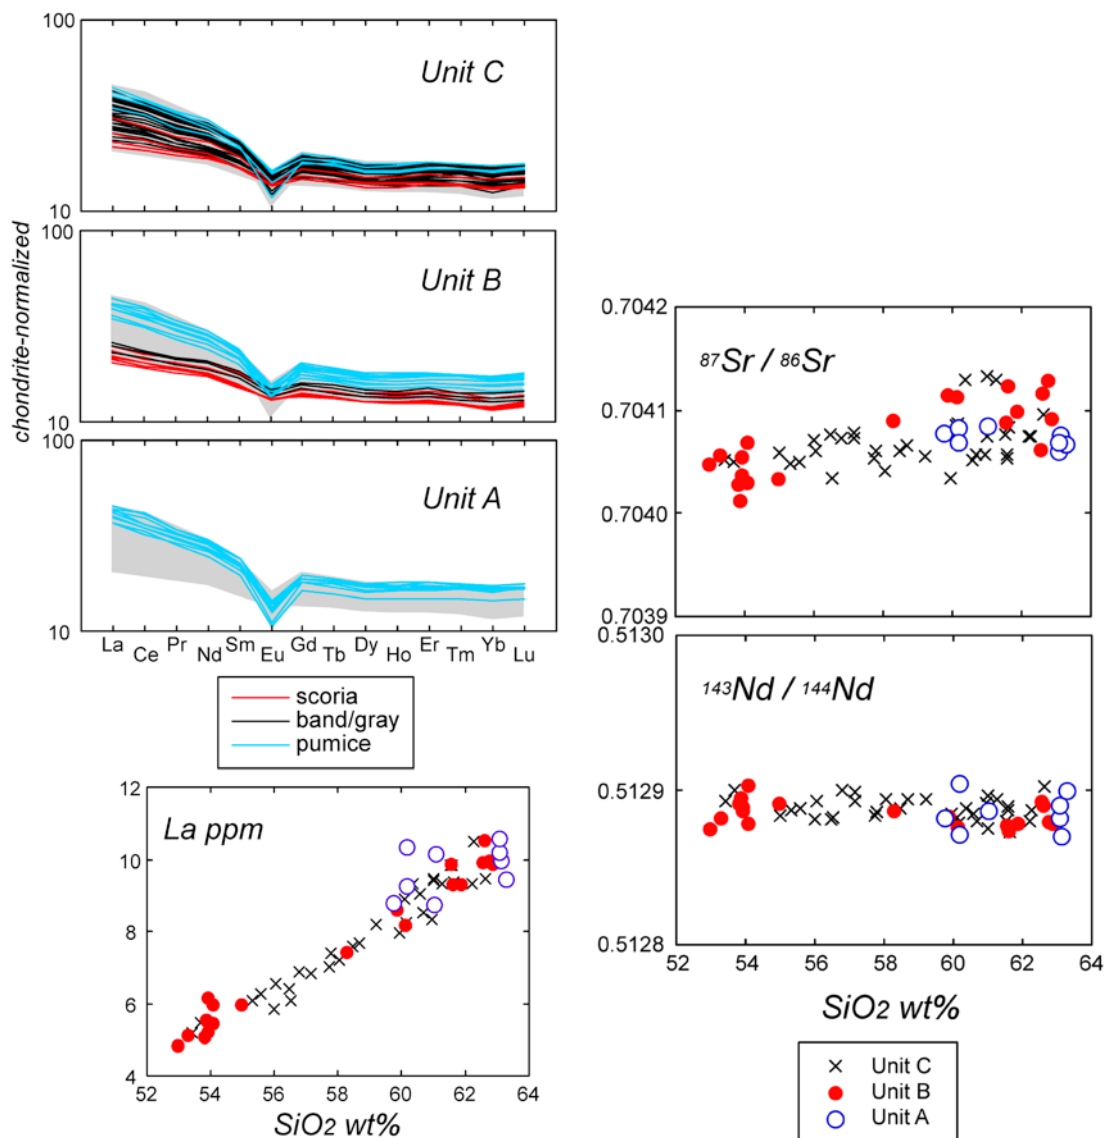 100
Unit C
10
100
Unit B
10
100
Unit A
10
chondrite-normalized
La Ce Pr Nd Sm Eu Gd Tb Dy Ho Er Tm Yb Lu
scoria
band/gray
pumice
12
La ppm
10
8
6
4
52 54 56 58 60 62 64
SiO2 wt%
0.7042
87Sr / 86Sr
0.7041
0.7040
0.7039
0.5130
143Nd / 144Nd
0.5129
0.5128
52 54 56 58 60 62 64
SiO2 wt%
Unit C
Unit B
Unit A